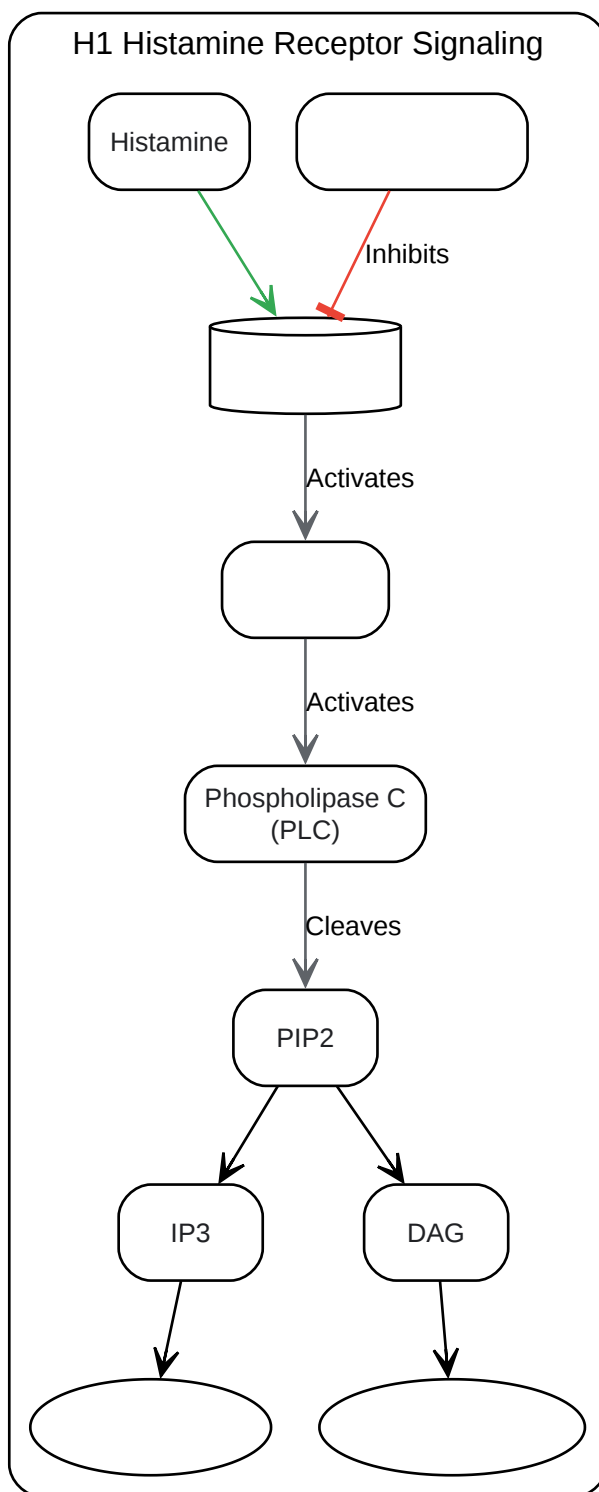 H1 Histamine Receptor Signaling
Histamine
Inhibits
Activates
Activates
Phospholipase C
(PLC)
Cleaves
PIP2
IP3
DAG